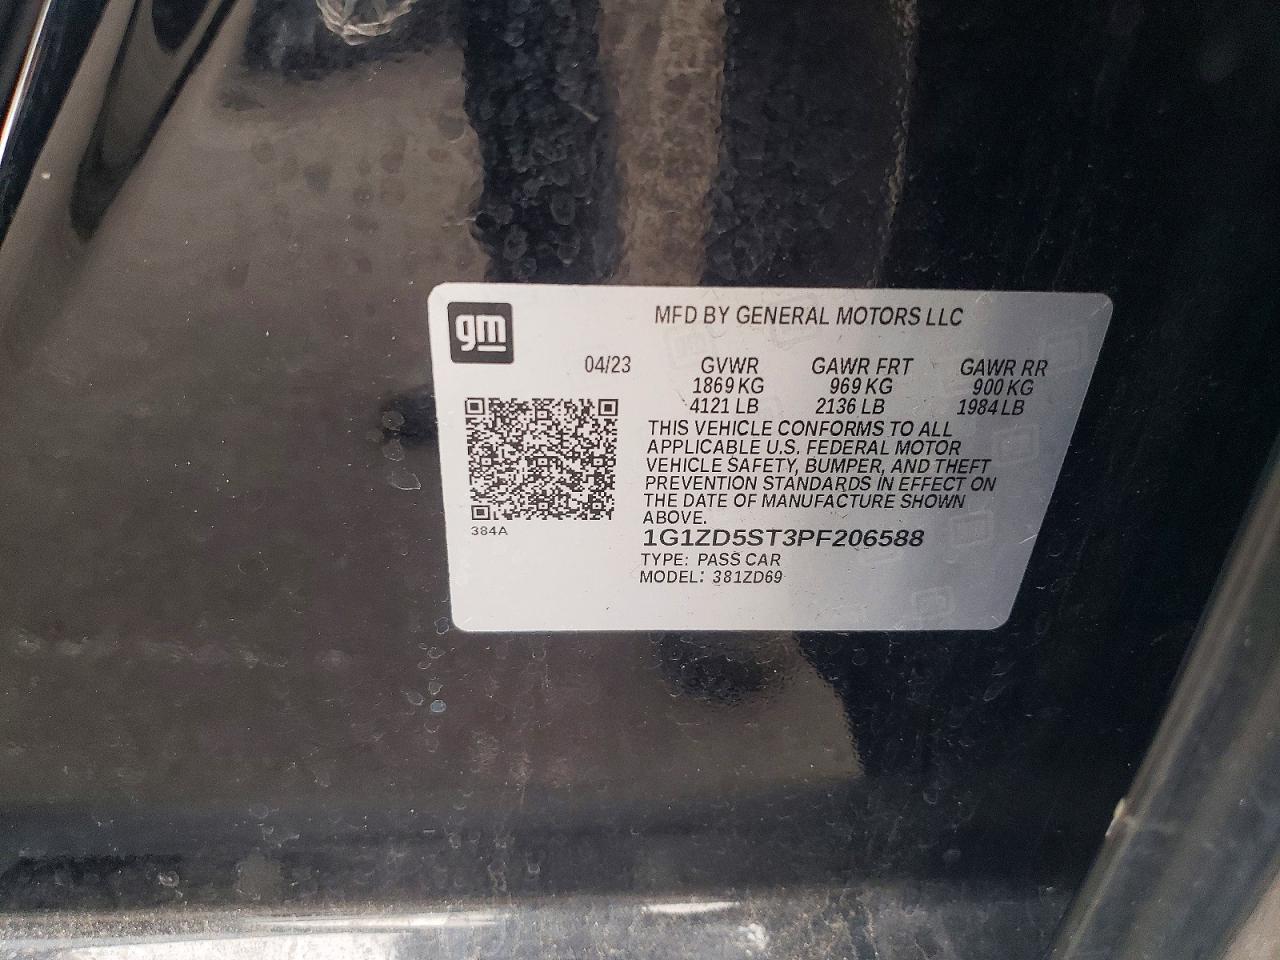 gm
MFD BY GENERAL MOTORS LLC
04/23 GVWR GAWR FRT GAWR RR
1869 KG 969 KG 900 KG
4121 LB 2136 LB 1984 LB
THIS VEHICLE CONFORMS TO ALL
APPLICABLE U.S. FEDERAL MOTOR
VEHICLE SAFETY, BUMPER, AND THEFT
PREVENTION STANDARDS IN EFFECT ON
THE DATE OF MANUFACTURE SHOWN
ABOVE.
384A
1G1ZD5ST3PF206588
TYPE: PASS CAR
MODEL: 381ZD69